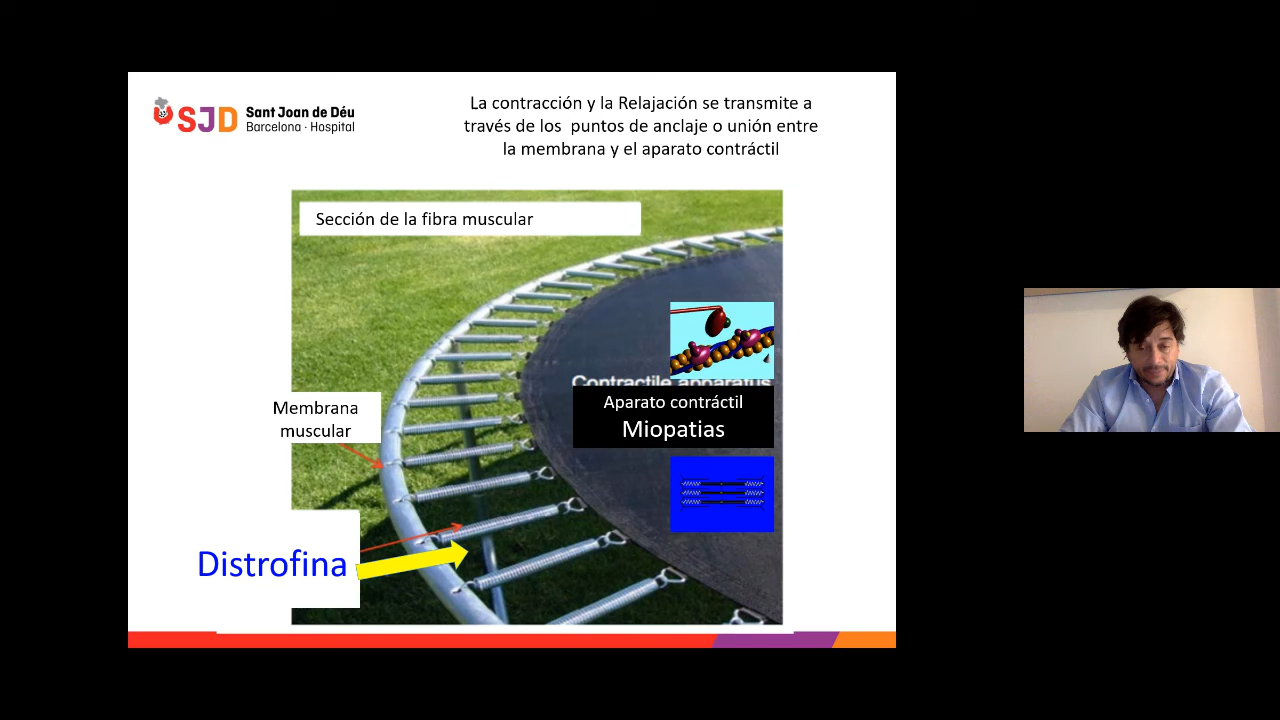 SJD Sant Joan de Déu
Barcelona · Hospital
La contracción y la Relajación se transmite a
través de los puntos de anclaje o unión entre
la membrana y el aparato contráctil
Sección de la fibra muscular
Contractile apparatus
Aparato contráctil
Miopatias
Membrana
muscular
Distrofina